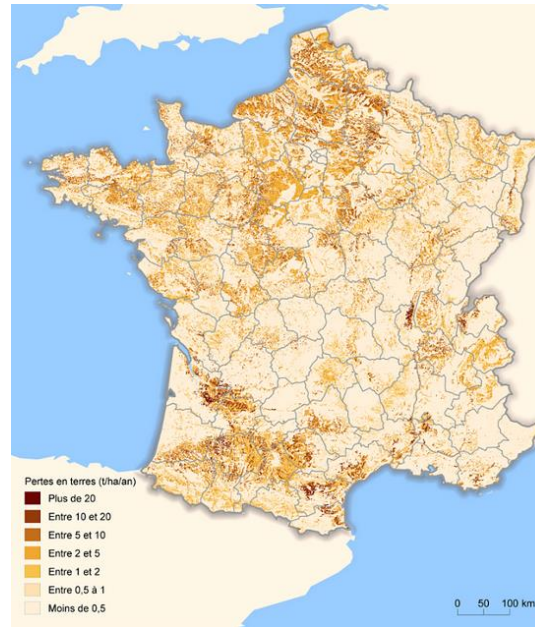 Pertes en terres (t/ha/an)
Plus de 20
Entre 10 et 20
Entre 5 et 10
Entre 2 et 5
Entre 1 et 2
Entre 0,5 à 1
Moins de 0,5
0 50 100 km